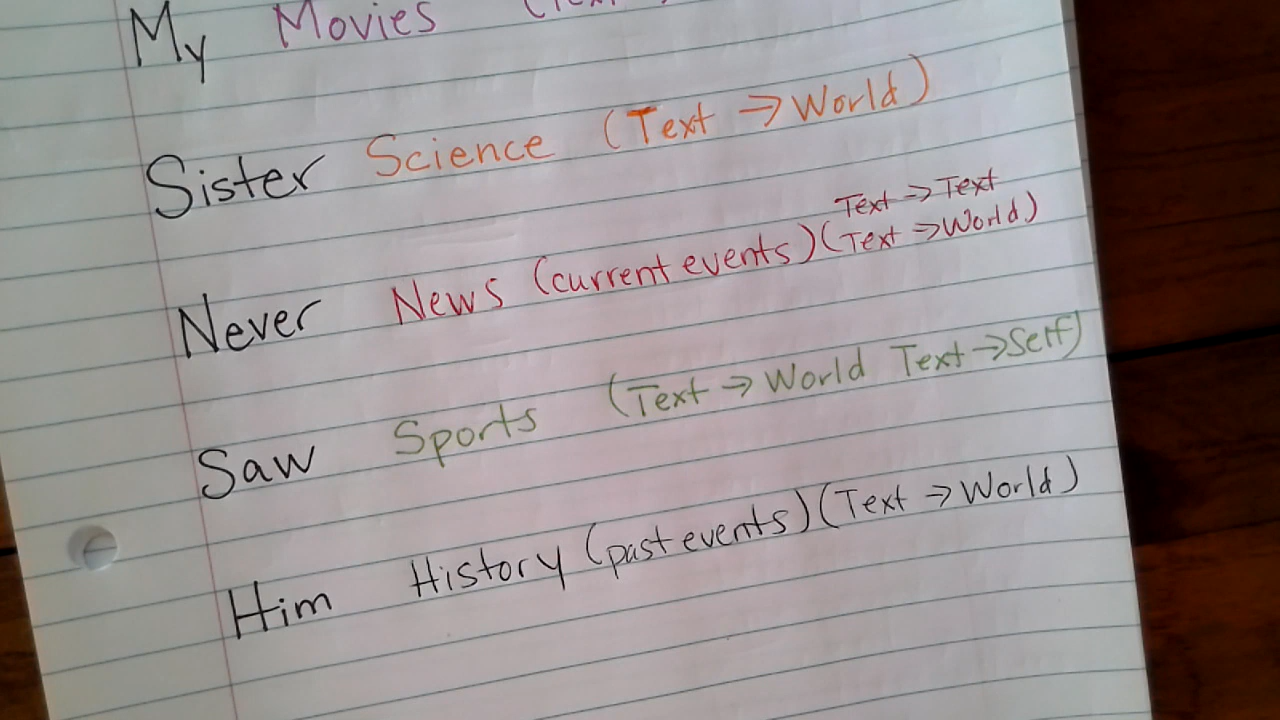 My Movies
Sister Science (Text → World)
Text → Text
Never News (current events) (Text → World)
Saw Sports (Text → World Text → Self)
Him History (past events) (Text → World)